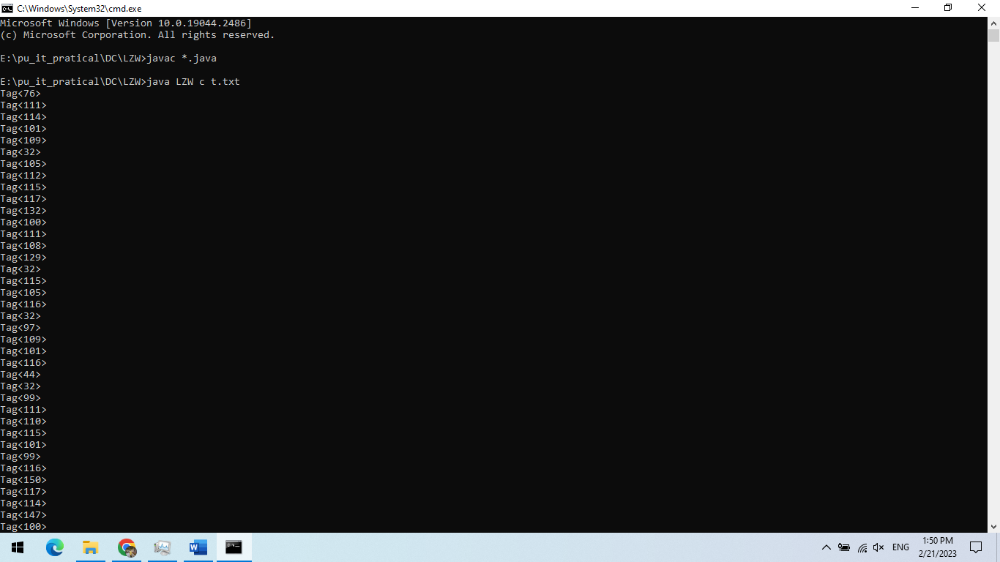 C:\Windows\System32\cmd.exe
Microsoft Windows [Version 10.0.19044.2486]
(c) Microsoft Corporation. All rights reserved.
E:\pu_it_pratical\DC\LZW>javac *.java
E:\pu_it_pratical\DC\LZW>java LZW c t.txt
Tag<76>
Tag<111>
Tag<114>
Tag<101>
Tag<109>
Tag<32>
Tag<105>
Tag<112>
Tag<115>
Tag<117>
Tag<132>
Tag<100>
Tag<111>
Tag<108>
Tag<129>
Tag<32>
Tag<115>
Tag<105>
Tag<116>
Tag<32>
Tag<97>
Tag<109>
Tag<101>
Tag<116>
Tag<44>
Tag<32>
Tag<99>
Tag<111>
Tag<110>
Tag<115>
Tag<101>
Tag<99>
Tag<116>
Tag<150>
Tag<117>
Tag<114>
Tag<147>
Tag<100>
ENG
1:50 PM
2/21/2023